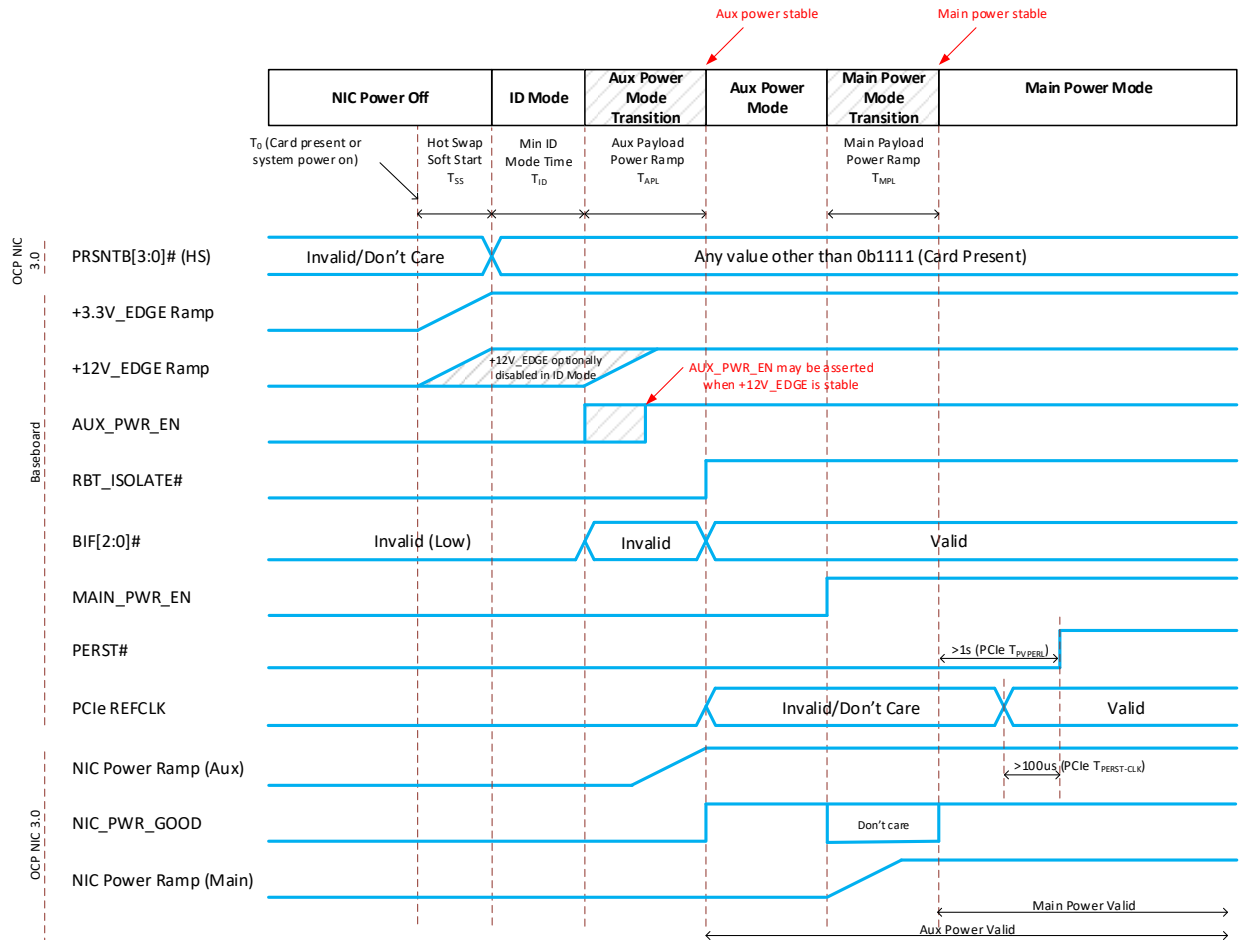 Aux power stable
Main power stable
NIC Power Off
ID Mode
Aux Power
Mode
Transition
Aux Power
Mode
Main Power
Mode
Transition
Main Power Mode
T0 (Card present or
system power on)
Hot Swap
Soft Start
TSS
Min ID
Mode Time
TID
Aux Payload
Power Ramp
TAPL
Main Payload
Power Ramp
TMPL
OCP NIC
3.0
PRSNTB[3:0]# (HS)
Invalid/Don't Care
Any value other than 0b1111 (Card Present)
Baseboard
+3.3V_EDGE Ramp
+12V_EDGE Ramp
+12V_EDGE optionally
disabled in ID Mode
AUX_PWR_EN may be asserted
when +12V_EDGE is stable
AUX_PWR_EN
RBT_ISOLATE#
BIF[2:0]#
Invalid (Low)
Invalid
Valid
MAIN_PWR_EN
PERST#
>1s (PCIe TPVPERL)
PCIe REFCLK
Invalid/Don't Care
Valid
OCP NIC 3.0
NIC Power Ramp (Aux)
>100us (PCIe TPERST-CLK)
NIC_PWR_GOOD
Don't care
NIC Power Ramp (Main)
Main Power Valid
Aux Power Valid